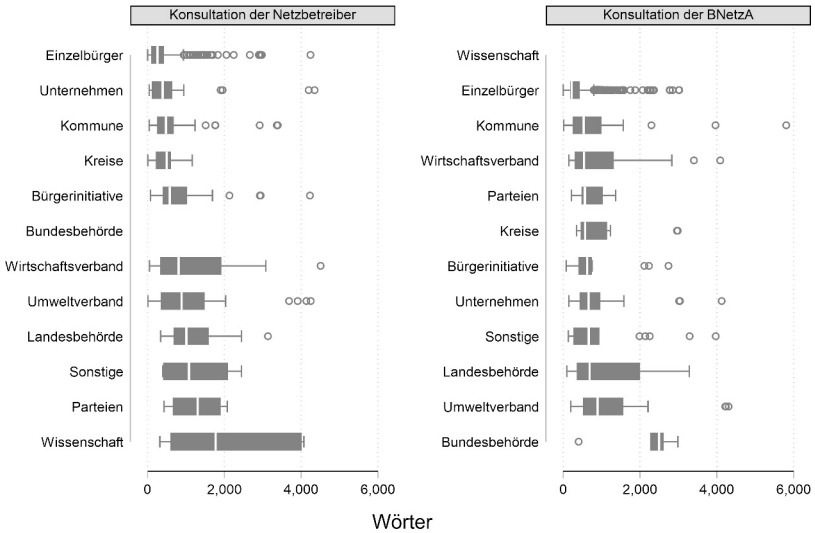 Konsultation der Netzbetreiber
Einzelbürger
Unternehmen
Kommune
Kreise
Bürgerinitiative
Bundesbehörde
Wirtschaftsverband
Umweltverband
Landesbehörde
Sonstige
Parteien
Wissenschaft
0 2,000 4,000 6,000
Konsultation der BNetzA
Wissenschaft
Einzelbürger
Kommune
Wirtschaftsverband
Parteien
Kreise
Bürgerinitiative
Unternehmen
Sonstige
Landesbehörde
Umweltverband
Bundesbehörde
0 2,000 4,000 6,000
Wörter